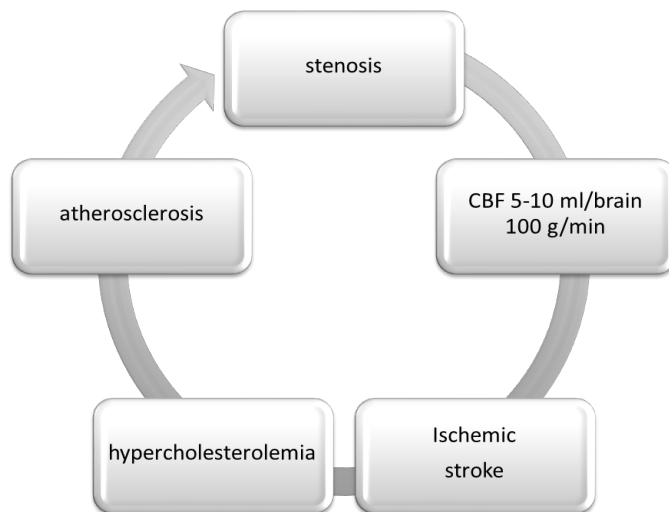 stenosis
CBF 5-10 ml/brain
100 g/min
Ischemic
stroke
hypercholesterolemia
atherosclerosis